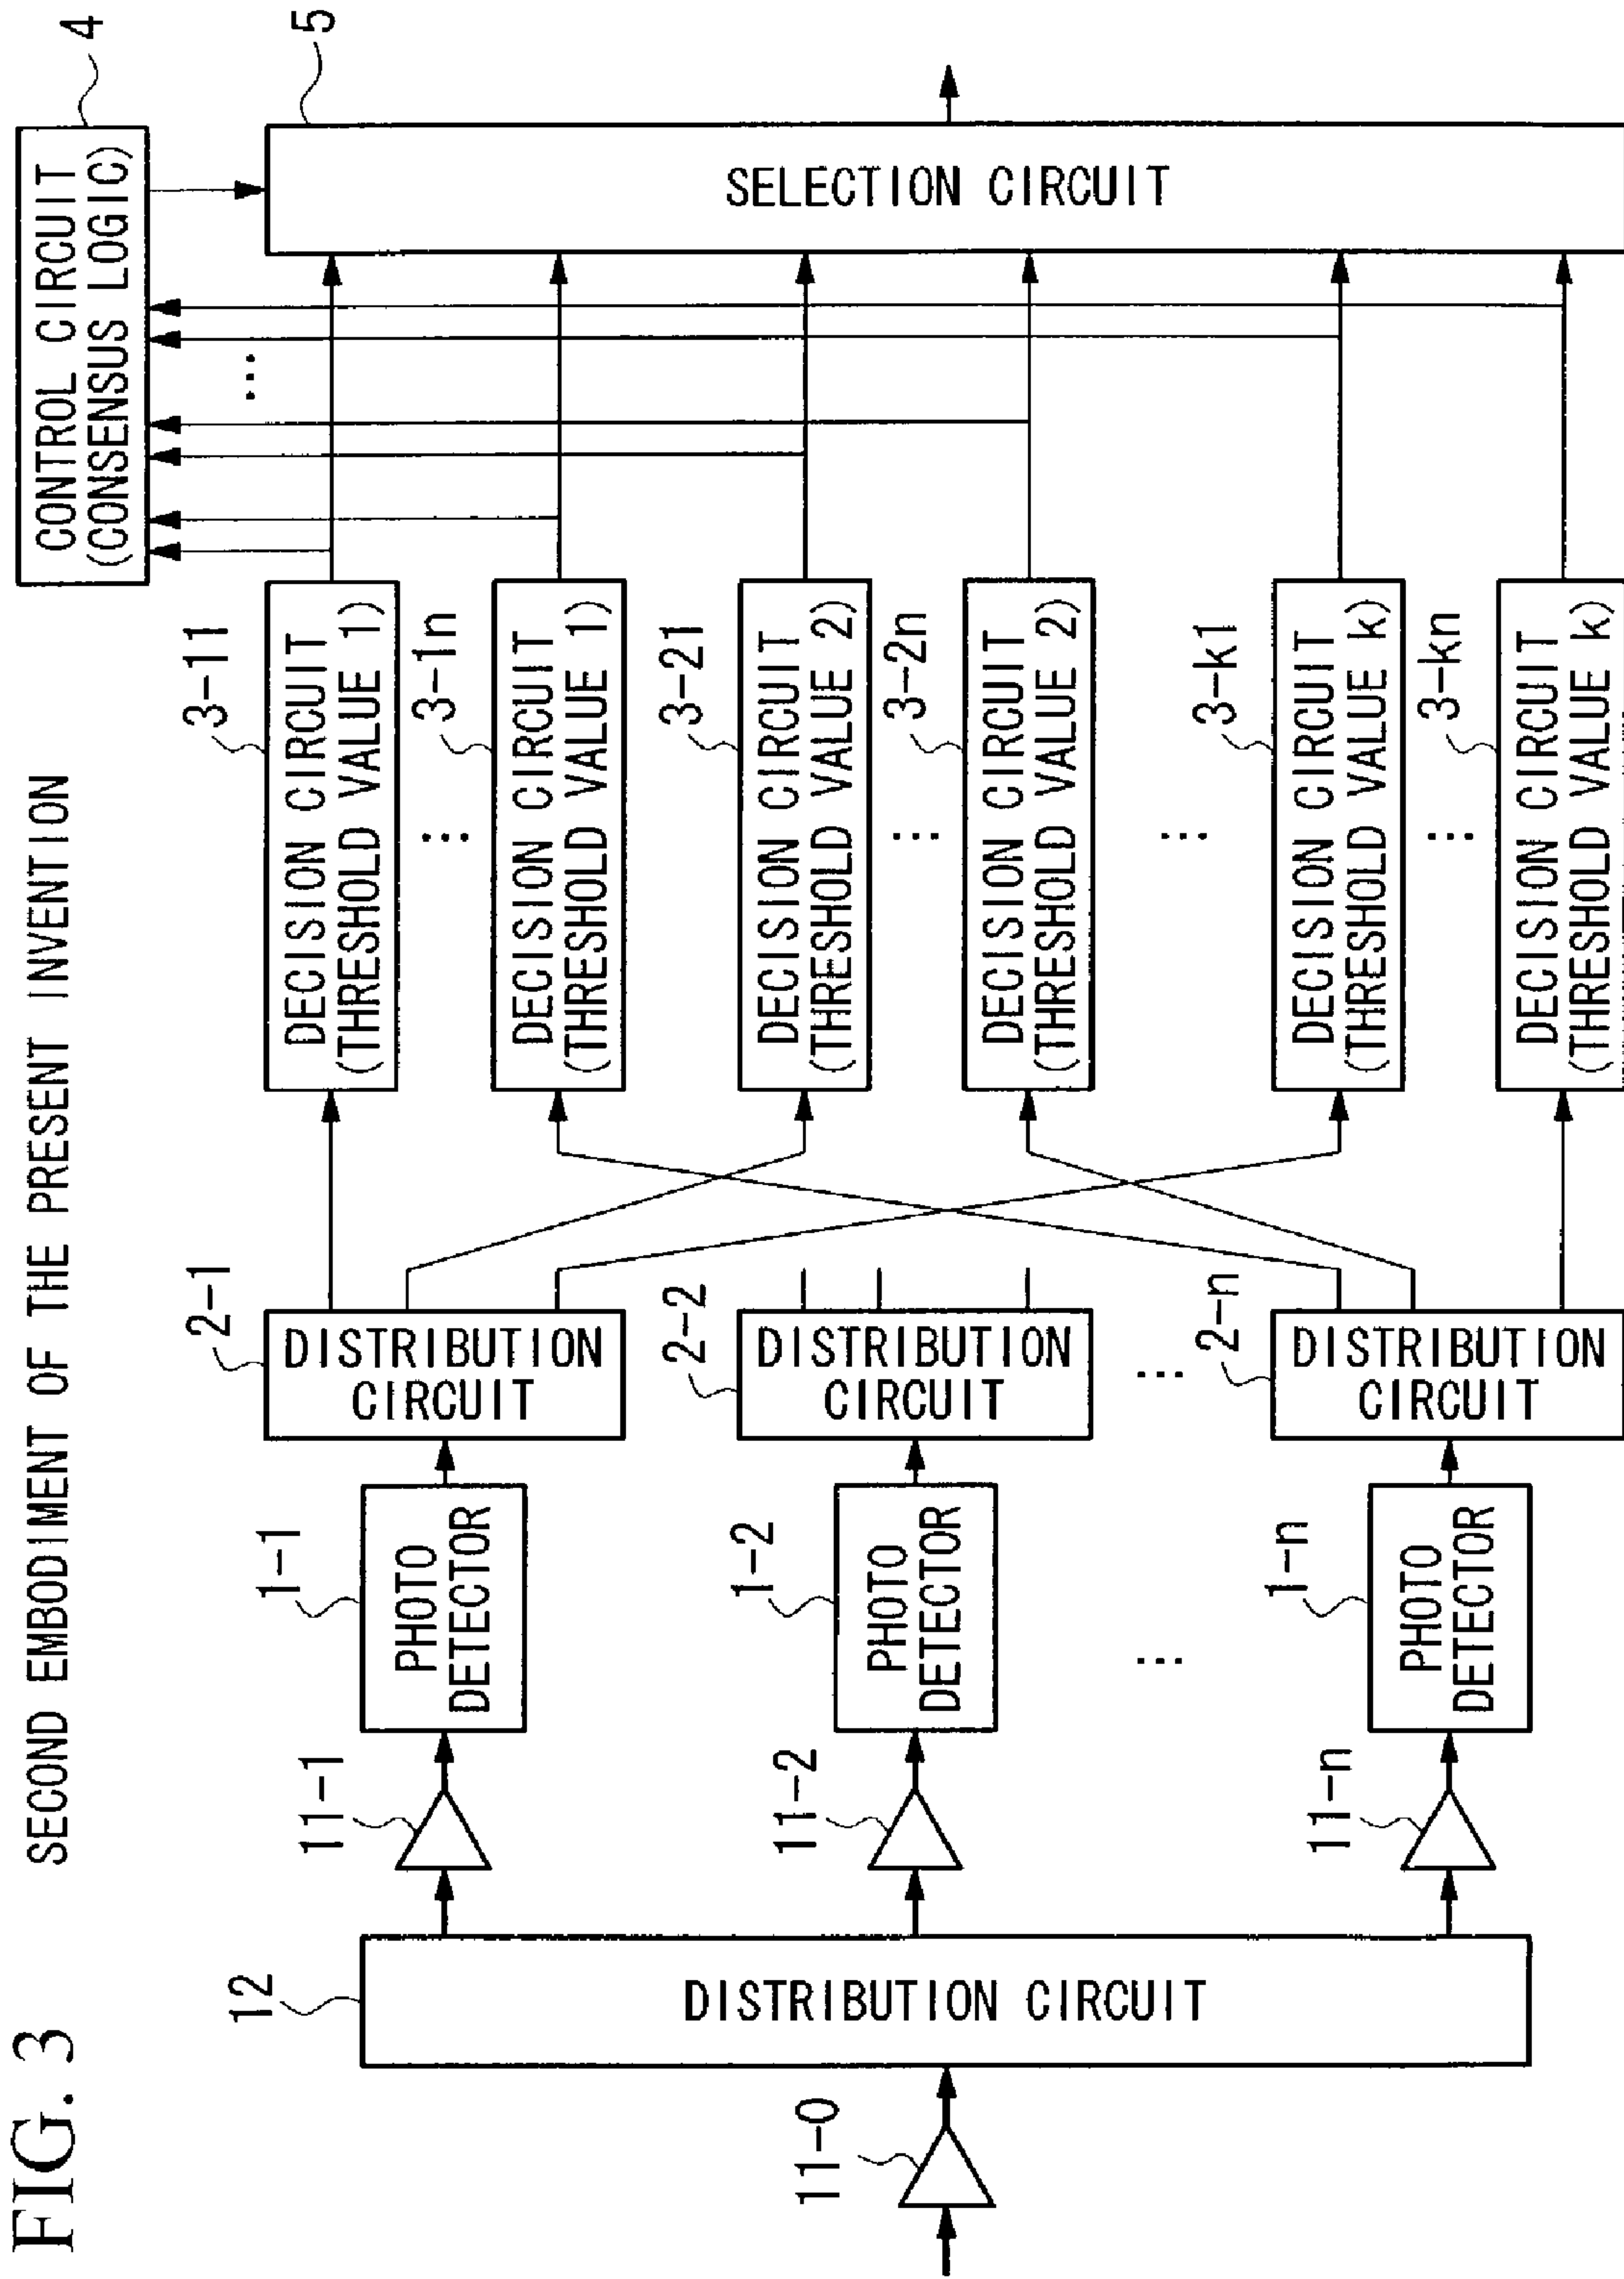 FIG. 3
SECOND EMBODIMENT OF THE PRESENT INVENTION
11-0
12
DISTRIBUTION CIRCUIT
11-1
11-2
11-n
1-1
PHOTO
DETECTOR
1-2
PHOTO
DETECTOR
...
1-n
PHOTO
DETECTOR
2-1
DISTRIBUTION
CIRCUIT
2-2
DISTRIBUTION
CIRCUIT
...
2-n
DISTRIBUTION
CIRCUIT
3-11
DECISION CIRCUIT
(THRESHOLD VALUE 1)
...
3-1n
DECISION CIRCUIT
(THRESHOLD VALUE 1)
3-21
DECISION CIRCUIT
(THRESHOLD VALUE 2)
...
3-2n
DECISION CIRCUIT
(THRESHOLD VALUE 2)
...
3-k1
DECISION CIRCUIT
(THRESHOLD VALUE k)
...
3-kn
DECISION CIRCUIT
(THRESHOLD VALUE k)
CONTROL CIRCUIT
(CONSENSUS LOGIC)
4
...
5
SELECTION CIRCUIT